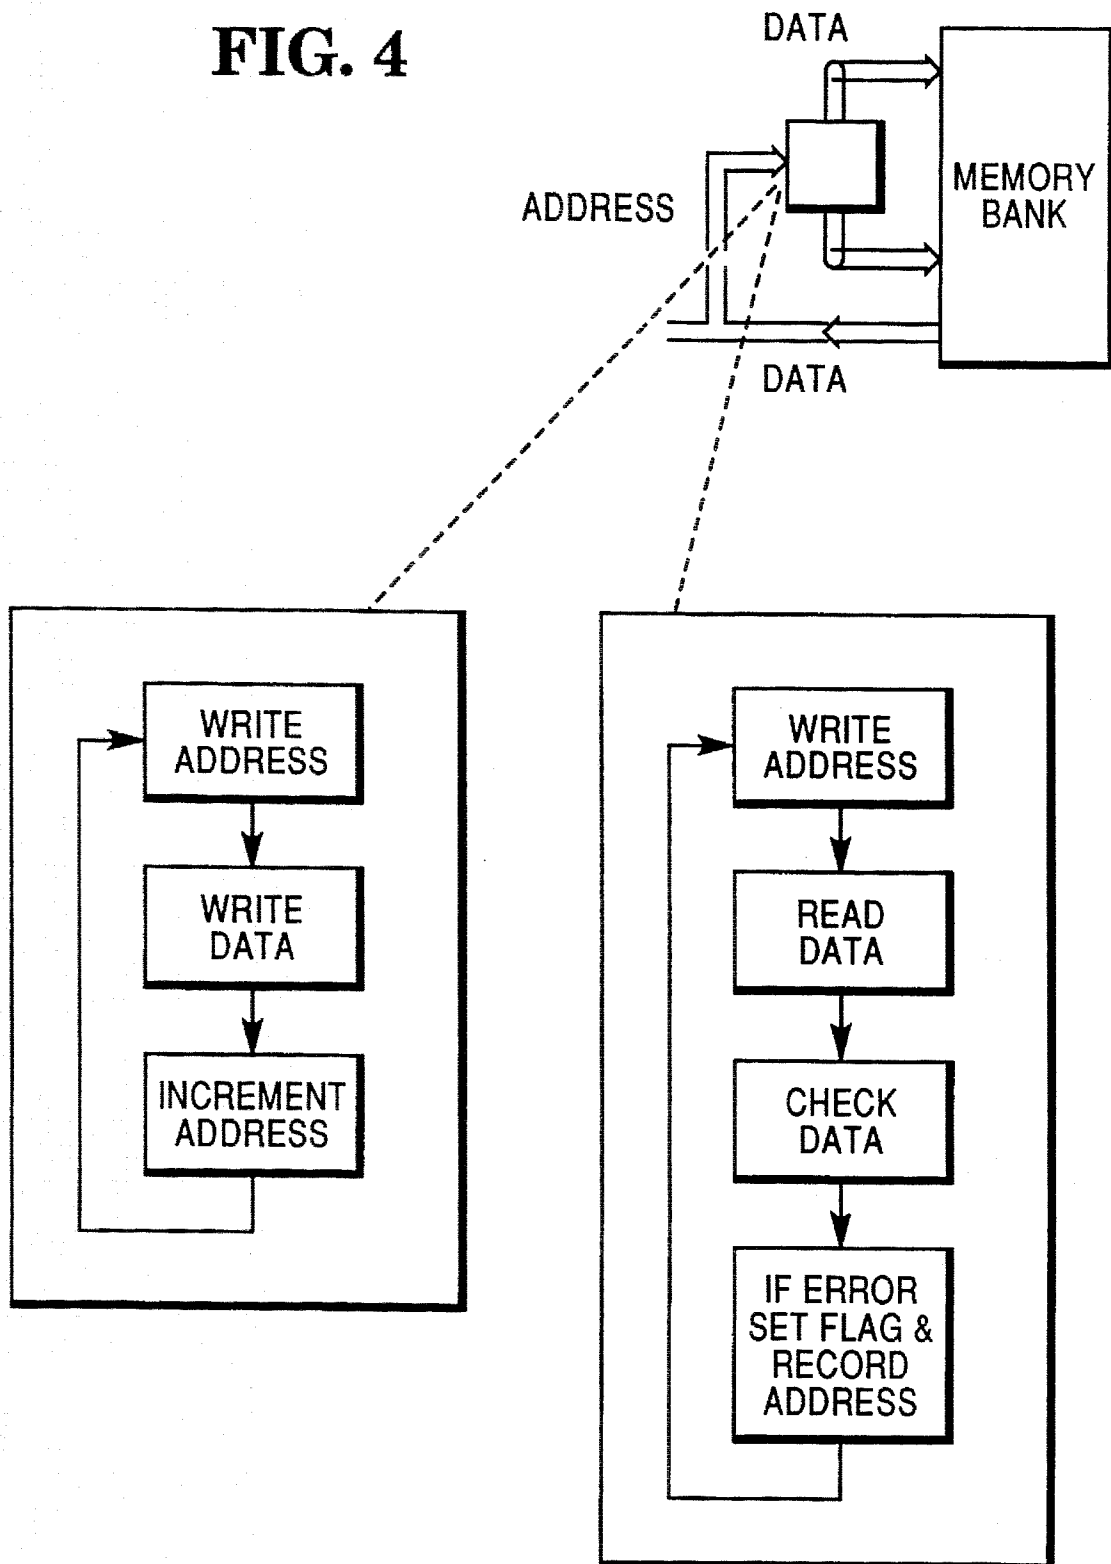 FIG. 4
DATA
MEMORY
BANK
ADDRESS
DATA
WRITE
ADDRESS
WRITE
DATA
INCREMENT
ADDRESS
WRITE
ADDRESS
READ
DATA
CHECK
DATA
IF ERROR
SET FLAG &
RECORD
ADDRESS